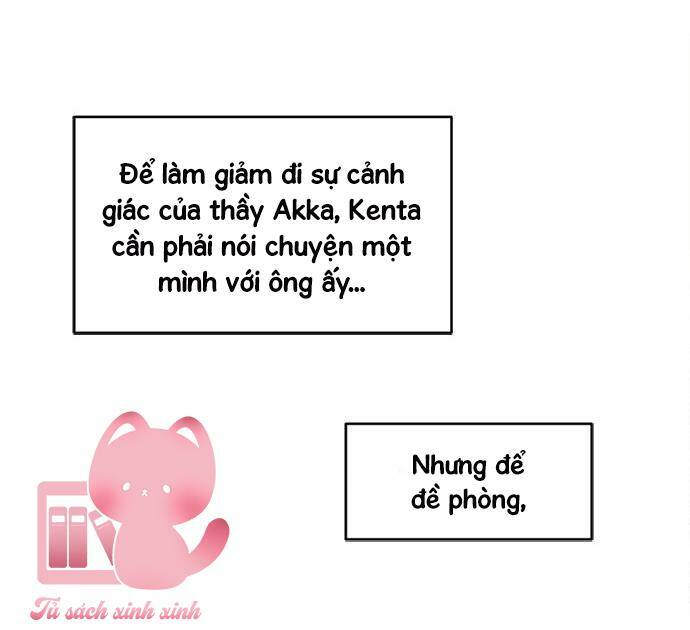 Để làm giảm đi sự cảnh
giác của thầy Akka, Kenta
cần phải nói chuyện một
mình với ông ấy...
Nhưng để
đề phòng,
Tủ sách xinh xinh